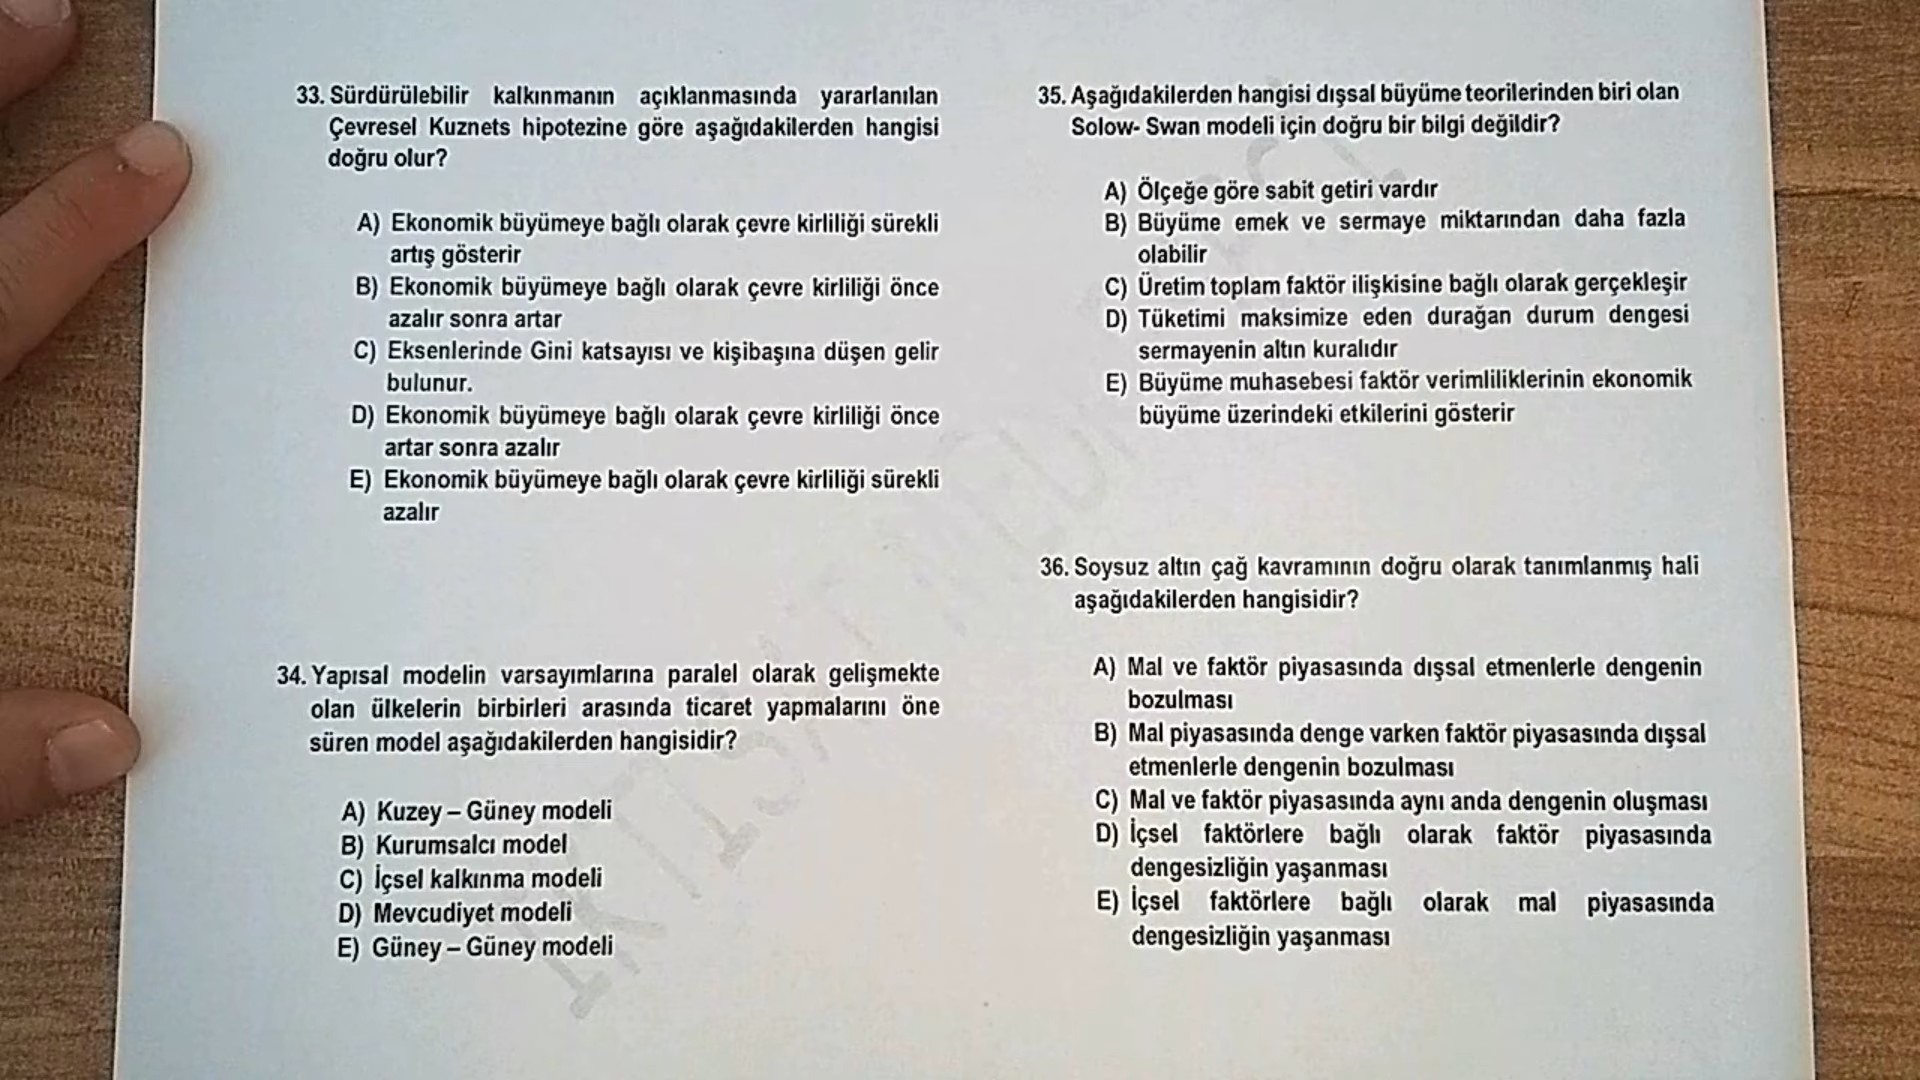 33. Sürdürülebilir kalkınmanın açıklanmasında yararlanılan
Çevresel Kuznets hipotezine göre aşağıdakilerden hangisi
doğru olur?
A) Ekonomik büyümeye bağlı olarak çevre kirliliği sürekli
artış gösterir
B) Ekonomik büyümeye bağlı olarak çevre kirliliği önce
azalır sonra artar
C) Eksenlerinde Gini katsayısı ve kişibaşına düşen gelir
bulunur.
D) Ekonomik büyümeye bağlı olarak çevre kirliliği önce
artar sonra azalır
E) Ekonomik büyümeye bağlı olarak çevre kirliliği sürekli
azalır
34. Yapısal modelin varsayımlarına paralel olarak gelişmekte
olan ülkelerin birbirleri arasında ticaret yapmalarını öne
süren model aşağıdakilerden hangisidir?
A) Kuzey – Güney modeli
B) Kurumsalcı model
C) İçsel kalkınma modeli
D) Mevcudiyet modeli
E) Güney – Güney modeli
35. Aşağıdakilerden hangisi dışsal büyüme teorilerinden biri olan
Solow- Swan modeli için doğru bir bilgi değildir?
A) Ölçeğe göre sabit getiri vardır
B) Büyüme emek ve sermaye miktarından daha fazla
olabilir
C) Üretim toplam faktör ilişkisine bağlı olarak gerçekleşir
D) Tüketimi maksimize eden durağan durum dengesi
sermayenin altın kuralıdır
E) Büyüme muhasebesi faktör verimliliklerinin ekonomik
büyüme üzerindeki etkilerini gösterir
36. Soysuz altın çağ kavramının doğru olarak tanımlanmış hali
aşağıdakilerden hangisidir?
A) Mal ve faktör piyasasında dışsal etmenlerle dengenin
bozulması
B) Mal piyasasında denge varken faktör piyasasında dışsal
etmenlerle dengenin bozulması
C) Mal ve faktör piyasasında aynı anda dengenin oluşması
D) İçsel faktörlere bağlı olarak faktör piyasasında
dengesizliğin yaşanması
E) İçsel faktörlere bağlı olarak mal piyasasında
dengesizliğin yaşanması